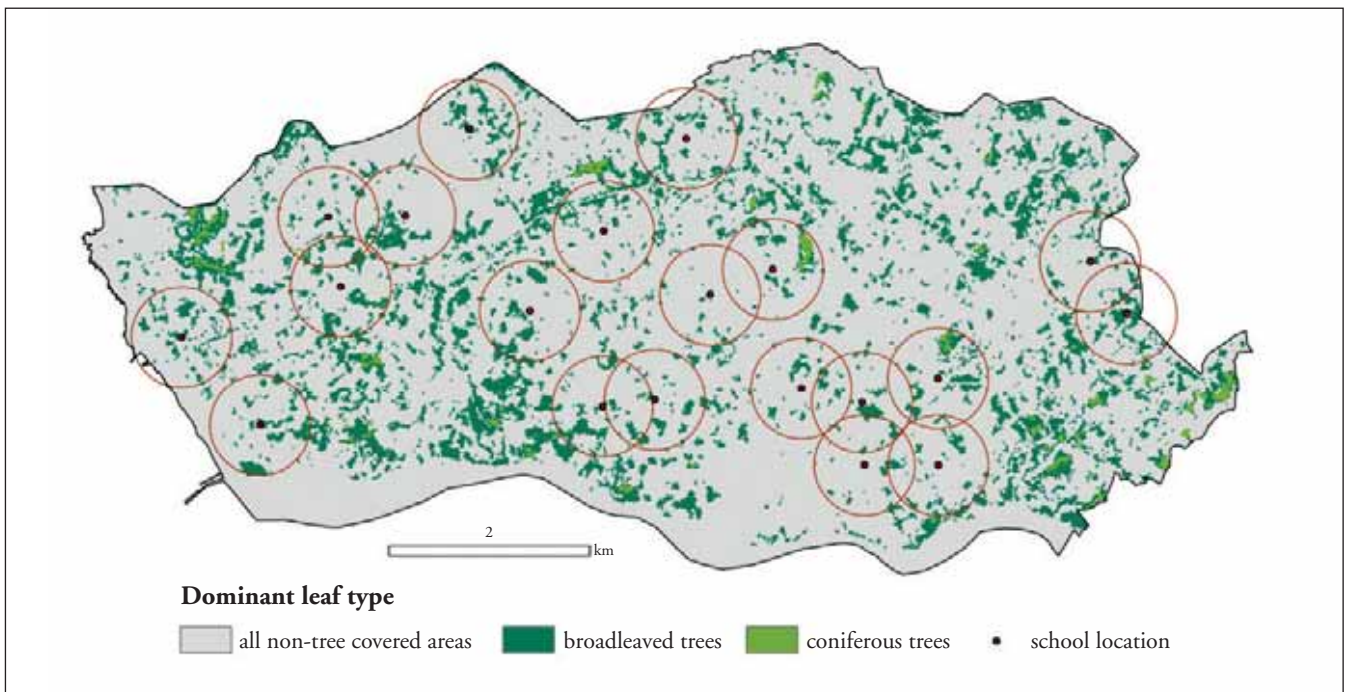 2
km
Dominant leaf type
all non-tree covered areas broadleaved trees coniferous trees school location